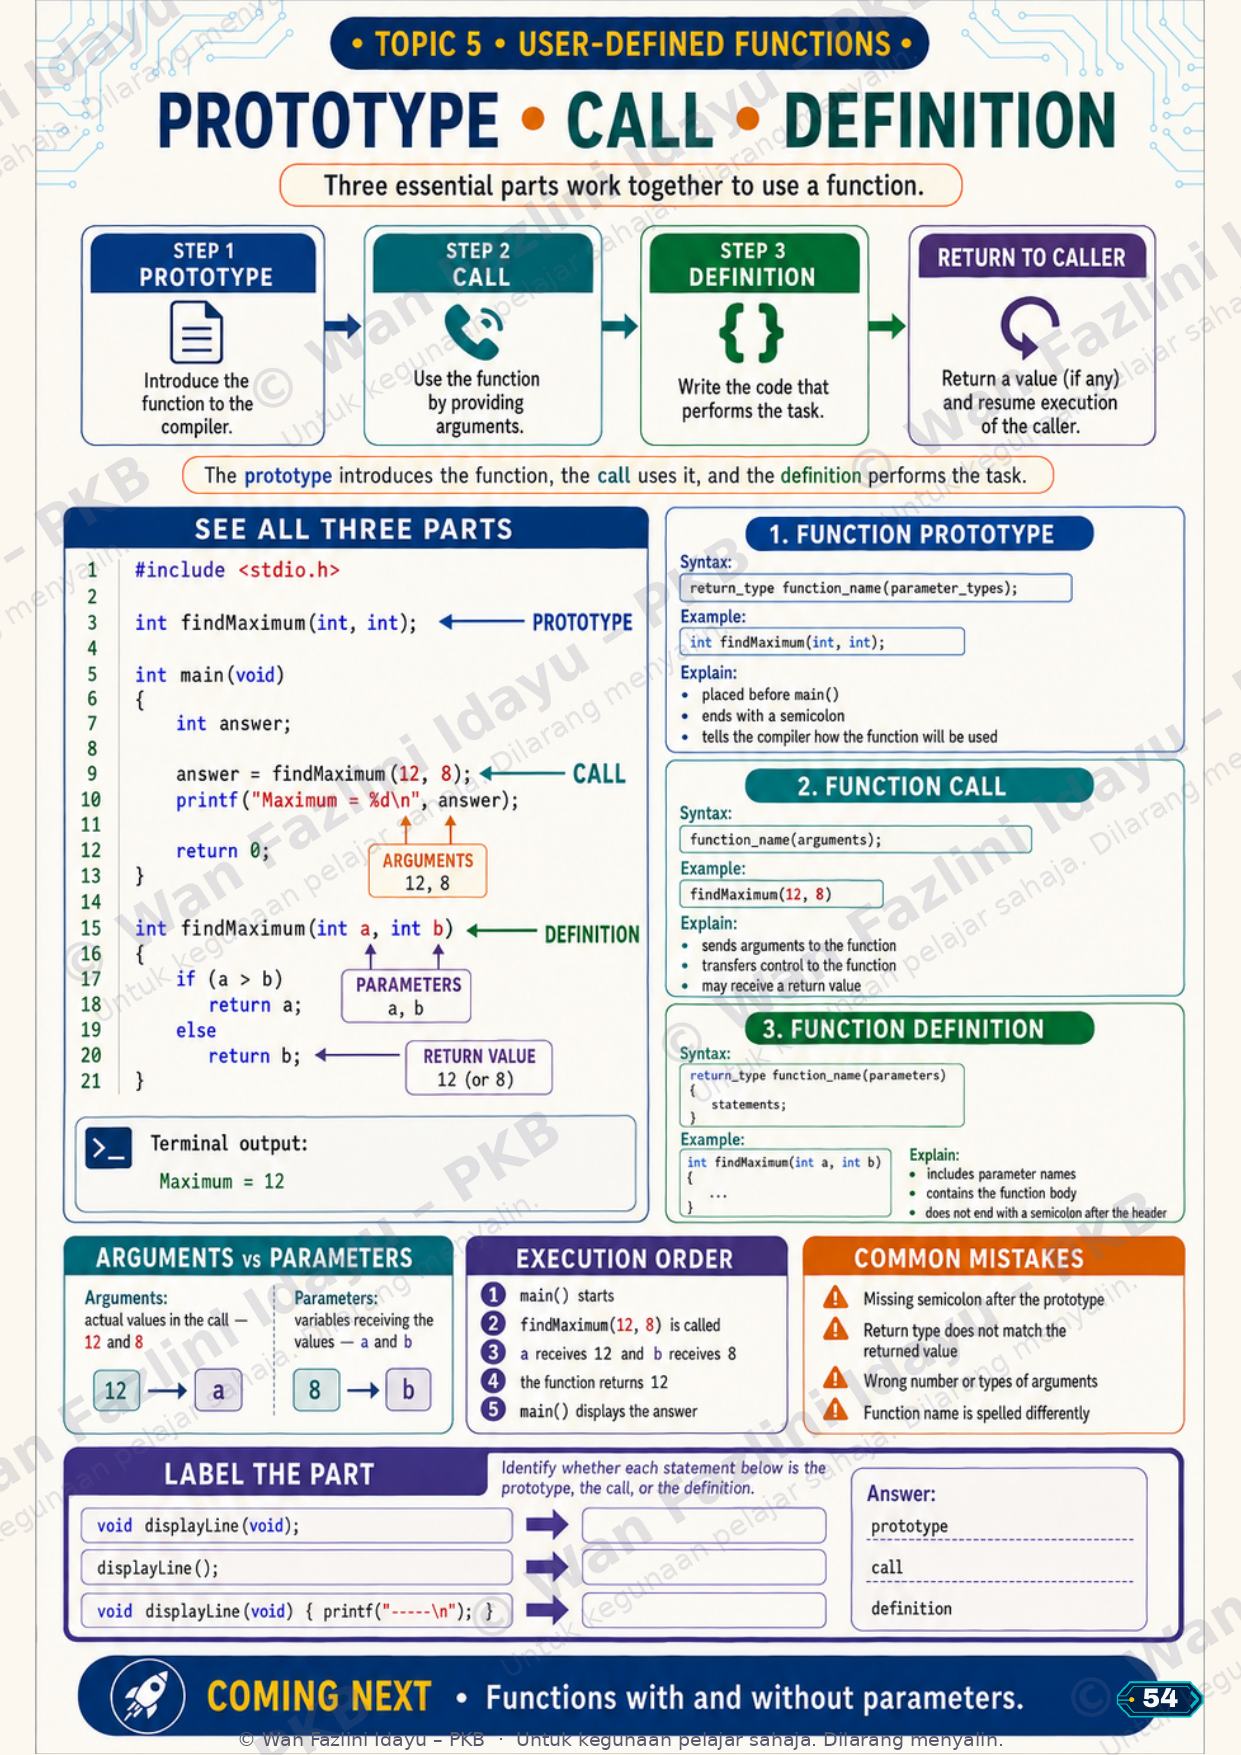 • TOPIC 5 • USER-DEFINED FUNCTIONS •
PROTOTYPE • CALL • DEFINITION
Three essential parts work together to use a function.
STEP 1
PROTOTYPE
Introduce the
function to the
compiler.
STEP 2
CALL
Use the function
by providing
arguments.
STEP 3
DEFINITION
{ }
Write the code that
performs the task.
RETURN TO CALLER
Return a value (if any)
and resume execution
of the caller.
The prototype introduces the function, the call uses it, and the definition performs the task.
SEE ALL THREE PARTS
1 #include <stdio.h>
2
3 int findMaximum(int, int); PROTOTYPE
4
5 int main(void)
6 {
7 int answer;
8
9 answer = findMaximum(12, 8); CALL
10 printf("Maximum = %d\n", answer);
11
12 return 0;
ARGUMENTS
12, 8
13 }
14
15 int findMaximum(int a, int b) DEFINITION
16 {
17 if (a > b)
PARAMETERS
a, b
18 return a;
19 else
20 return b;
RETURN VALUE
12 (or 8)
21 }
>_ Terminal output:
Maximum = 12
1. FUNCTION PROTOTYPE
Syntax:
return_type function_name(parameter_types);
Example:
int findMaximum(int, int);
Explain:
• placed before main()
• ends with a semicolon
• tells the compiler how the function will be used
2. FUNCTION CALL
Syntax:
function_name(arguments);
Example:
findMaximum(12, 8)
Explain:
• sends arguments to the function
• transfers control to the function
• may receive a return value
3. FUNCTION DEFINITION
Syntax:
return_type function_name(parameters)
{
statements;
}
Example:
int findMaximum(int a, int b)
{
...
}
Explain:
• includes parameter names
• contains the function body
• does not end with a semicolon after the header
ARGUMENTS vs PARAMETERS
Arguments:
actual values in the call —
12 and 8
12 a
Parameters:
variables receiving the
values — a and b
8 b
EXECUTION ORDER
1 main() starts
2 findMaximum(12, 8) is called
3 a receives 12 and b receives 8
4 the function returns 12
5 main() displays the answer
COMMON MISTAKES
Missing semicolon after the prototype
Return type does not match the
returned value
Wrong number or types of arguments
Function name is spelled differently
LABEL THE PART
Identify whether each statement below is the
prototype, the call, or the definition.
void displayLine(void);
displayLine();
void displayLine(void) { printf("-----\n"); }
Answer:
prototype
call
definition
COMING NEXT • Functions with and without parameters.
54
© Wan Fazlini Idayu – PKB · Untuk kegunaan pelajar sahaja. Dilarang menyalin.
© Wan Fazlini Idayu – PKB
Untuk kegunaan pelajar sahaja. Dilarang menyalin.